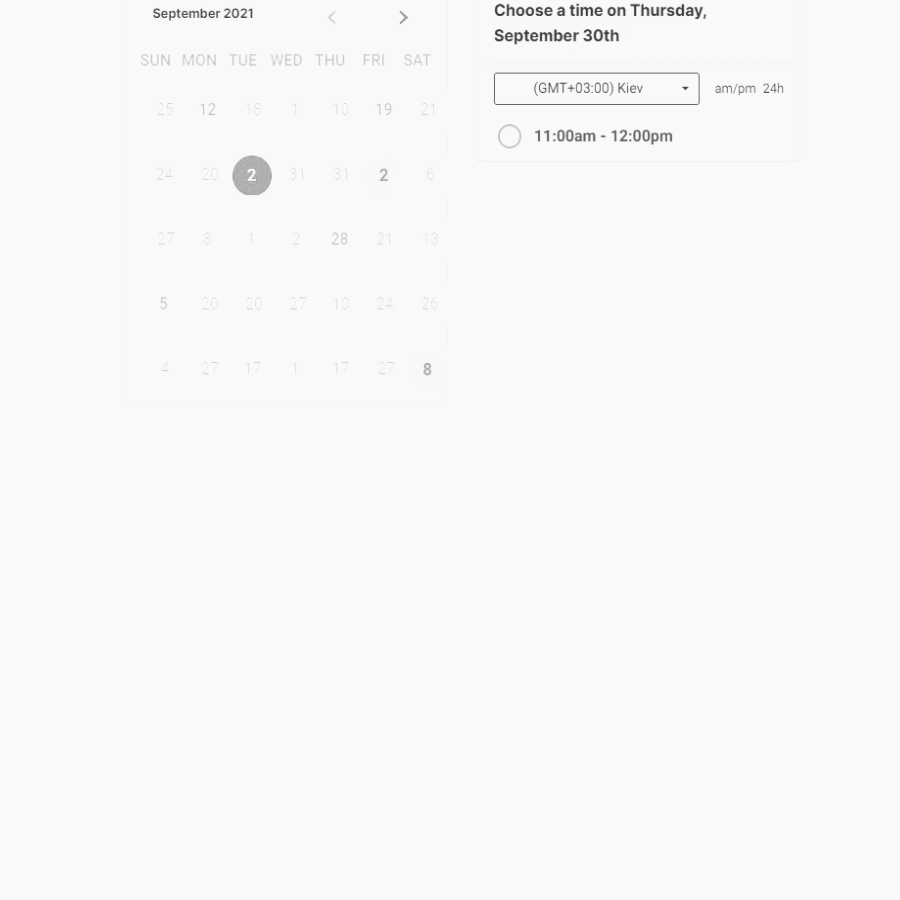 September 2021
SUN MON TUE WED THU FRI SAT
25 12 18 1 10 19 21
24 20 2 31 31 2 6
27 8 1 2 28 21 13
5 20 20 27 10 24 26
4 27 17 1 17 27 8
Choose a time on Thursday,
September 30th
(GMT+03:00) Kiev am/pm 24h
11:00am - 12:00pm